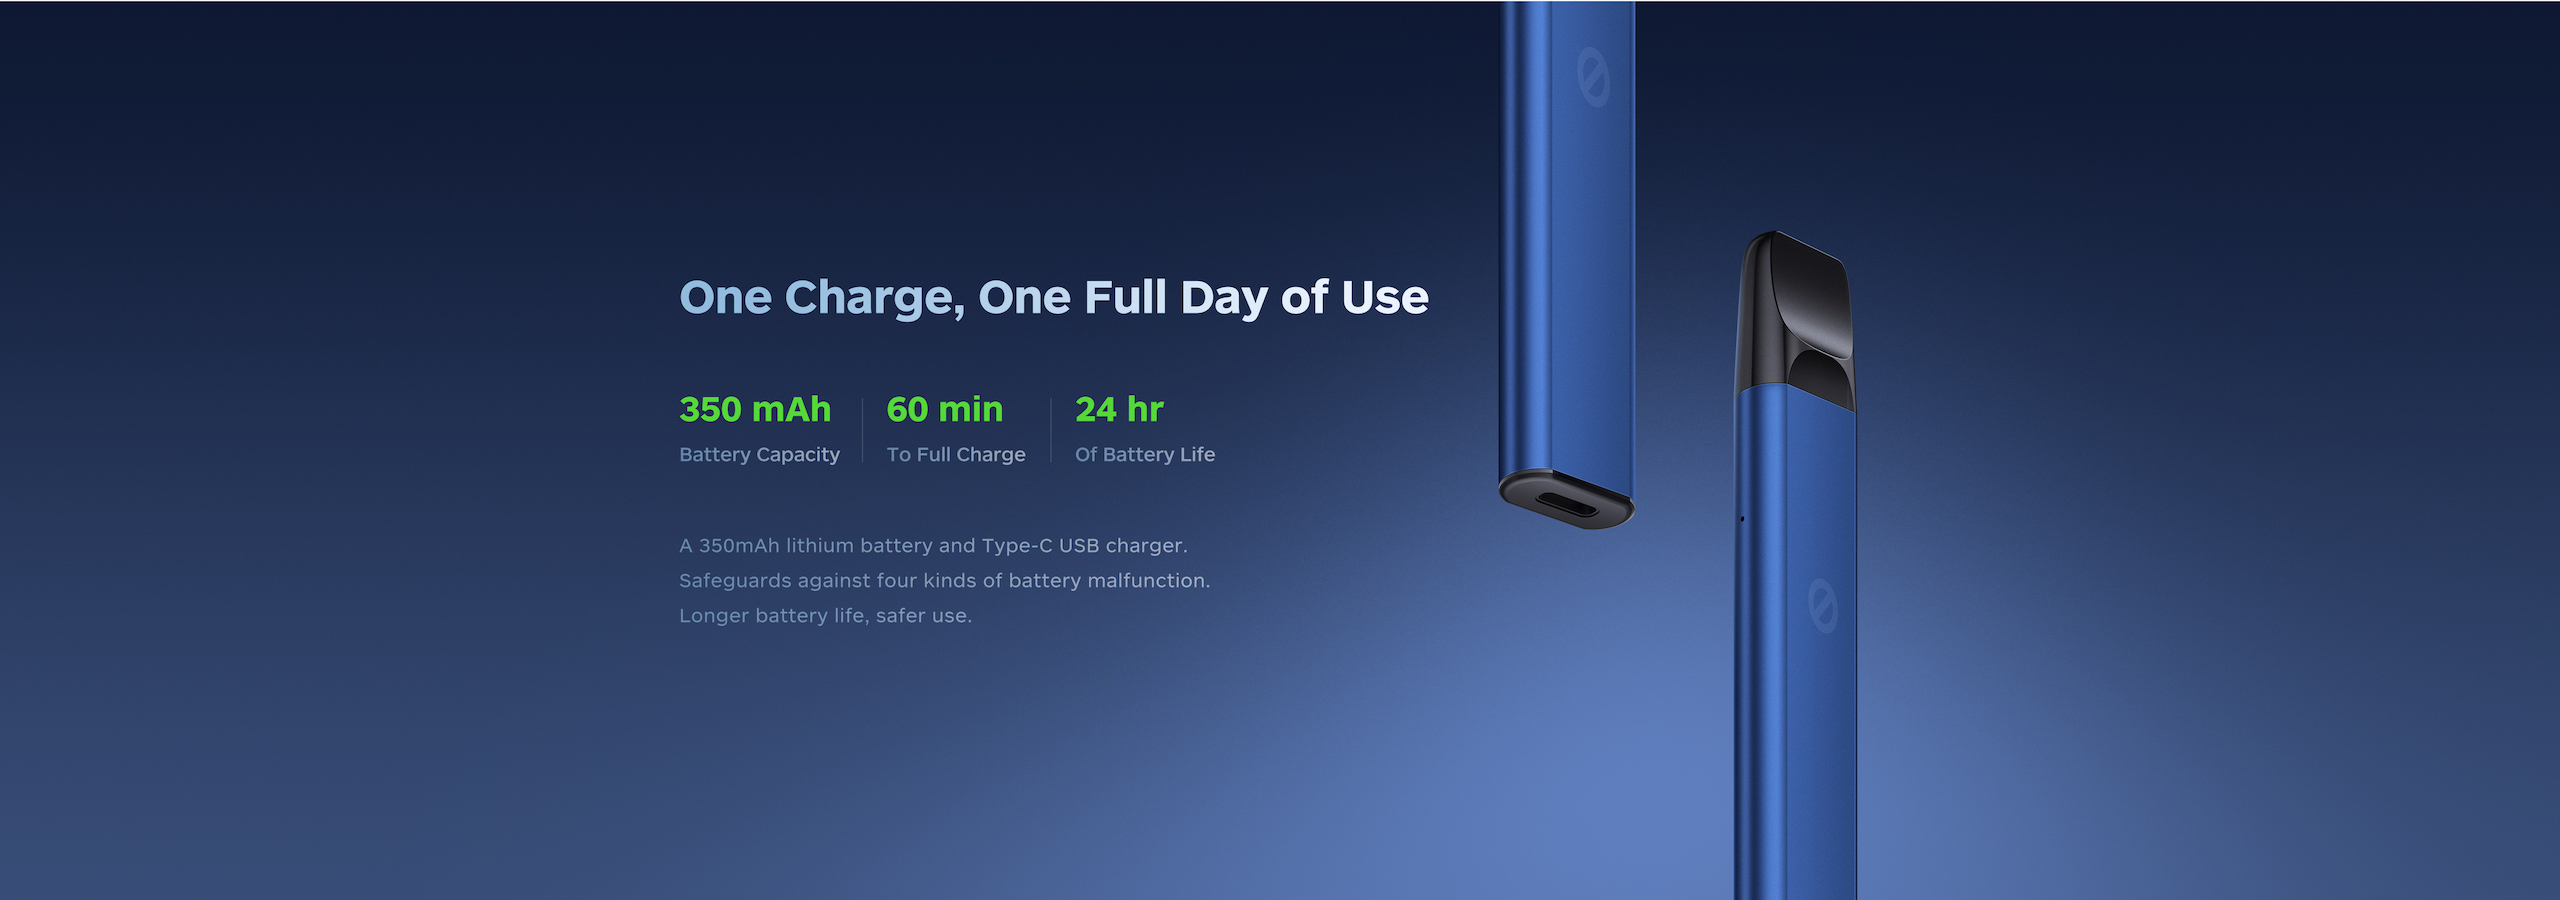 One Charge, One Full Day of Use
350 mAh
Battery Capacity
60 min
To Full Charge
24 hr
Of Battery Life
A 350mAh lithium battery and Type-C USB charger.
Safeguards against four kinds of battery malfunction.
Longer battery life, safer use.